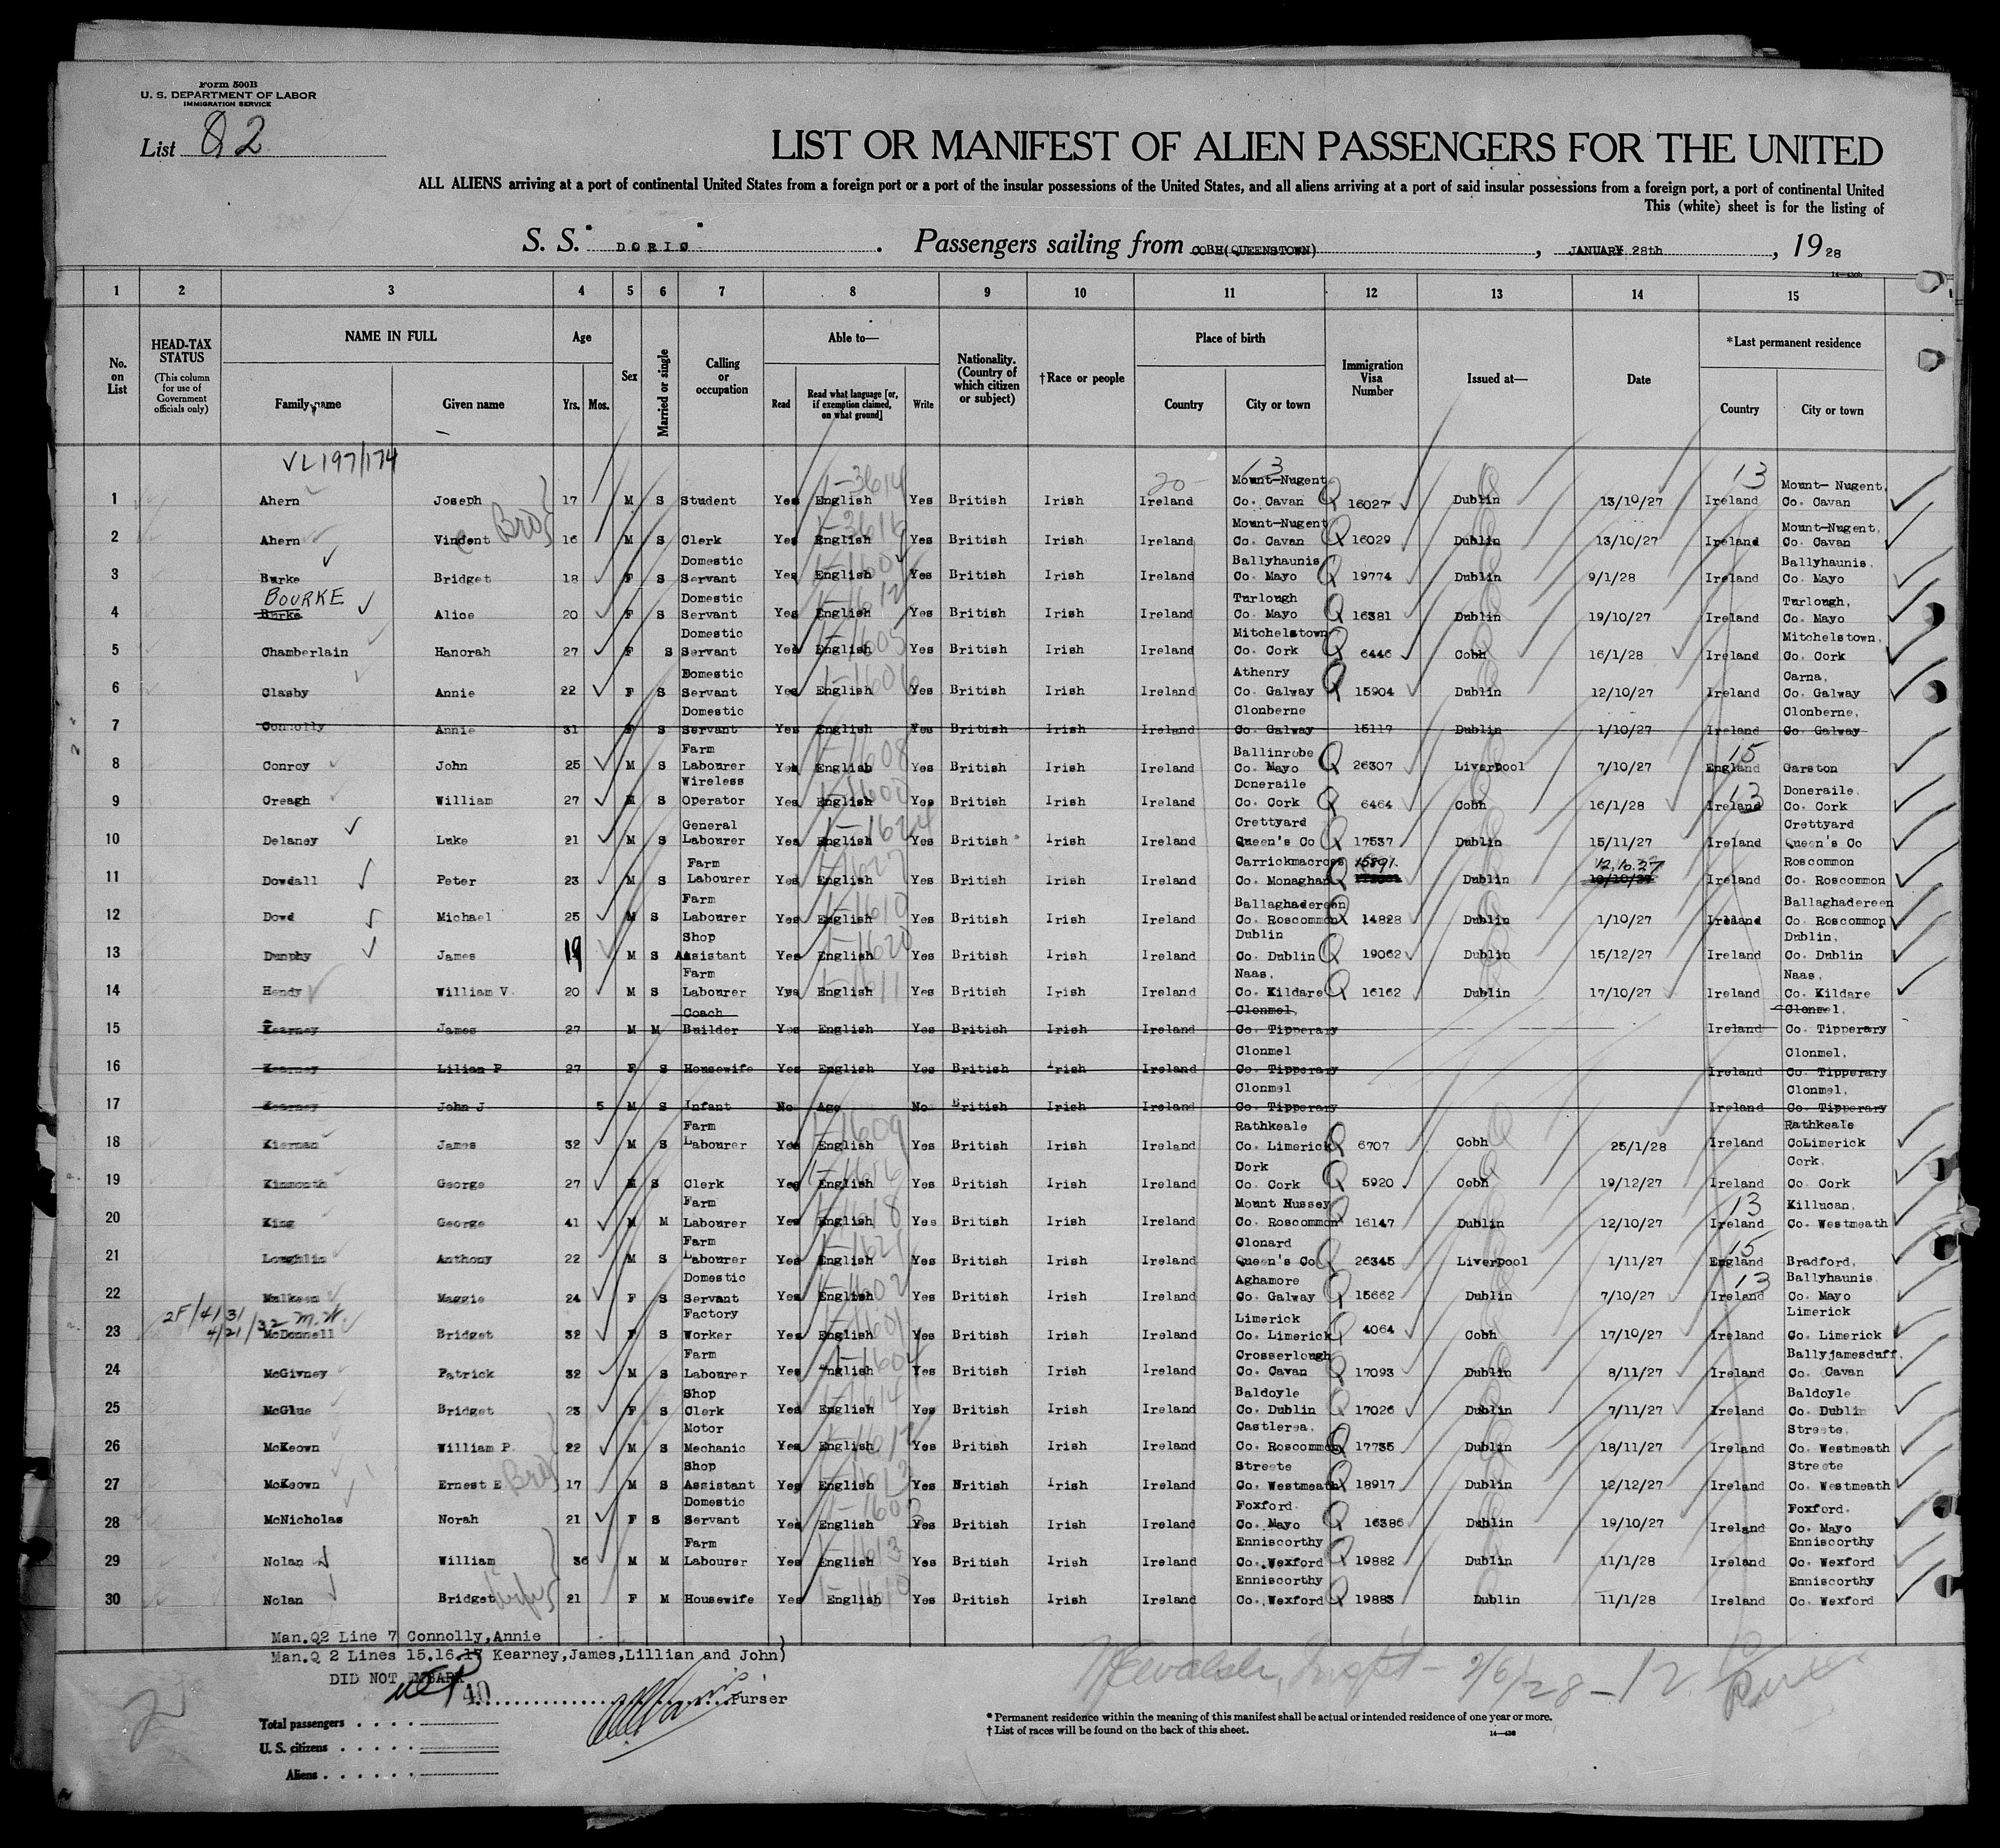 Form 500B
U. S. DEPARTMENT OF LABOR
IMMIGRATION SERVICE
List Q2
LIST OR MANIFEST OF ALIEN PASSENGERS FOR THE UNITED
ALL ALIENS arriving at a port of continental United States from a foreign port or a port of the insular possessions of the United States, and all aliens arriving at a port of said insular possessions from a foreign port, a port of continental United
This (white) sheet is for the listing of
S. S. " DORIC " . Passengers sailing from COBH(QUEENSTOWN) , JANUARY 28th , 19 28
1 2 3 4 5 6 7 8 9 10 11 12 13 14 15
No. on List HEAD-TAX STATUS (This column for use of Government officials only) NAME IN FULL Family name Given name Age Yrs. Mos. Sex Married or single Calling or occupation Able to— Read Read what language [or, if exemption claimed, on what ground] Write Nationality. (Country of which citizen or subject) †Race or people Place of birth Country City or town Immigration Visa Number Issued at— Date *Last permanent residence Country City or town
VL197/174
1 Ahern Joseph 17 M S Student Yes English Yes British Irish Ireland Mount-Nugent Co. Cavan Q 16027 Dublin 13/10/27 Ireland Mount- Nugent, Co. Cavan
2 Ahern Vincent Bro 16 M S Clerk Yes English Yes British Irish Ireland Mount-Nugent Co. Cavan Q 16029 Dublin 13/10/27 Ireland Mount-Nugent, Co. Cavan
3 Burke Bridget 18 F S Domestic Servant Yes English Yes British Irish Ireland Ballyhaunis Co. Mayo Q 19774 Dublin 9/1/28 Ireland Ballyhaunis, Co. Mayo
BOURKE
4 Burke Alice 20 F S Domestic Servant Yes English Yes British Irish Ireland Turlough Co. Mayo Q 16381 Dublin 19/10/27 Ireland Turlough, Co. Mayo
5 Chamberlain Hanorah 27 F S Domestic Servant Yes English Yes British Irish Ireland Mitchelstown Co. Cork Q 6446 Cobh 16/1/28 Ireland Mitchelstown, Co. Cork
6 Clasby Annie 22 F S Domestic Servant Yes English Yes British Irish Ireland Athenry Co. Galway Q 15904 Dublin 12/10/27 Ireland Carna, Co. Galway
7 Connolly Annie 31 F S Domestic Servant Yes English Yes British Irish Ireland Clonberne Co. Galway 15117 Dublin 1/10/27 Ireland Clonberne, Co. Galway
8 Conroy John 25 M S Farm Labourer Yes English Yes British Irish Ireland Ballinrobe Co. Mayo Q 26307 Liverpool 7/10/27 15 England Garston
9 Creagh William 27 M S Wireless Operator Yes English Yes British Irish Ireland Doneraile Co. Cork Q 6464 Cobh 16/1/28 13 Ireland Doneraile, Co. Cork
10 Delaney Luke 21 M S General Labourer Yes English Yes British Irish Ireland Crettyard Queen's Co Q 17537 Dublin 15/11/27 Ireland Crettyard Queen's Co
11 Dowdall Peter 23 M S Farm Labourer Yes English Yes British Irish Ireland Carrickmacross Co. Monaghan Q 15891 Dublin 12.10.27 Ireland Roscommon Co. Roscommon
12 Dowd Michael 25 M S Farm Labourer Yes English Yes British Irish Ireland Ballaghadereen Co. Roscommon 14828 Dublin 1/10/27 Ireland Ballaghadereen Co. Roscommon
13 Dunphy James 19 M S Shop Assistant Yes English Yes British Irish Ireland Dublin Co. Dublin Q 19062 Dublin 15/12/27 Ireland Dublin, Co. Dublin
14 Hendy William V. 20 M S Farm Labourer Yes English Yes British Irish Ireland Naas, Co. Kildare Q 16162 Dublin 17/10/27 Ireland Naas, Co. Kildare
15 Kearney James 27 M M Coach Builder Yes English Yes British Irish Ireland Clonmel, Co. Tipperary Ireland Clonmel, Co. Tipperary
16 Kearney Lilian P 27 F S Housewife Yes English Yes British Irish Ireland Clonmel Co. Tipperary Ireland Clonmel, Co. Tipperary
17 Kearney John J 5 M S Infant No Age No British Irish Ireland Clonmel Co. Tipperary Ireland Clonmel, Co. Tipperary
18 Kiernan James 32 M S Farm Labourer Yes English Yes British Irish Ireland Rathkeale Co. Limerick Q 6707 Cobh 25/1/28 Ireland Rathkeale CoLimerick
19 Kinmonth George 27 M S Clerk Yes English Yes British Irish Ireland Cork Co. Cork Q 5920 Cobh 19/12/27 Ireland Cork, Co. Cork
20 King George 41 M M Farm Labourer Yes English Yes British Irish Ireland Mount Hussey Co. Roscommon 16147 Dublin 12/10/27 13 Ireland Killucan, Co. Westmeath
21 Loughlin Anthony 22 M S Farm Labourer Yes English Yes British Irish Ireland Clonard Queen's Co Q 26345 Liverpool 1/11/27 15 England Bradford,
22 Mulkeen Maggie 24 F S Domestic Servant Yes English Yes British Irish Ireland Aghamore Co. Galway Q 15662 Dublin 7/10/27 13 Ireland Ballyhaunis Co. Mayo
2F/41 31
4/21/32 M.W.
23 McDonnell Bridget 32 F S Factory Worker Yes English Yes British Irish Ireland Limerick Co. Limerick Q 4064 Cobh 17/10/27 Ireland Limerick Co. Limerick
24 McGivney Patrick 32 M S Farm Labourer Yes English Yes British Irish Ireland Crosserlough Co. Cavan Q 17093 Dublin 8/11/27 Ireland Ballyjamesduff, Co. Cavan
25 McGlue Bridget 23 F S Shop Clerk Yes English Yes British Irish Ireland Baldoyle Co. Dublin Q 17026 Dublin 7/11/27 Ireland Baldoyle Co. Dublin
26 McKeown William P. 22 M S Motor Mechanic Yes English Yes British Irish Ireland Castlerea, Co. Roscommon Q 17735 Dublin 18/11/27 Ireland Streete, Co. Westmeath
27 McKeown Ernest E Bro 17 M S Shop Assistant Yes English Yes British Irish Ireland Streete Co. Westmeath Q 18917 Dublin 12/12/27 Ireland Streete Co. Westmeath
28 McNicholas Norah 21 F S Domestic Servant Yes English Yes British Irish Ireland Foxford. Co. Mayo Q 16386 Dublin 19/10/27 Ireland Foxford. Co. Mayo
29 Nolan William 36 M M Farm Labourer Yes English Yes British Irish Ireland Enniscorthy Co. Wexford Q 19882 Dublin 11/1/28 Ireland Enniscorthy Co. Wexford
30 Nolan Bridget wife 21 F M Housewife Yes English Yes British Irish Ireland Enniscorthy Co. Wexford Q 19883 Dublin 11/1/28 Ireland Enniscorthy Co. Wexford
Man.Q2 Line 7 Connolly,Annie
Man.Q 2 Lines 15.16.17 Kearney,James,Lillian and John)
DID NOT EMBARK
Purser
Total passengers
U. S. citizens
Aliens
* Permanent residence within the meaning of this manifest shall be actual or intended residence of one year or more.
† List of races will be found on the back of this sheet.